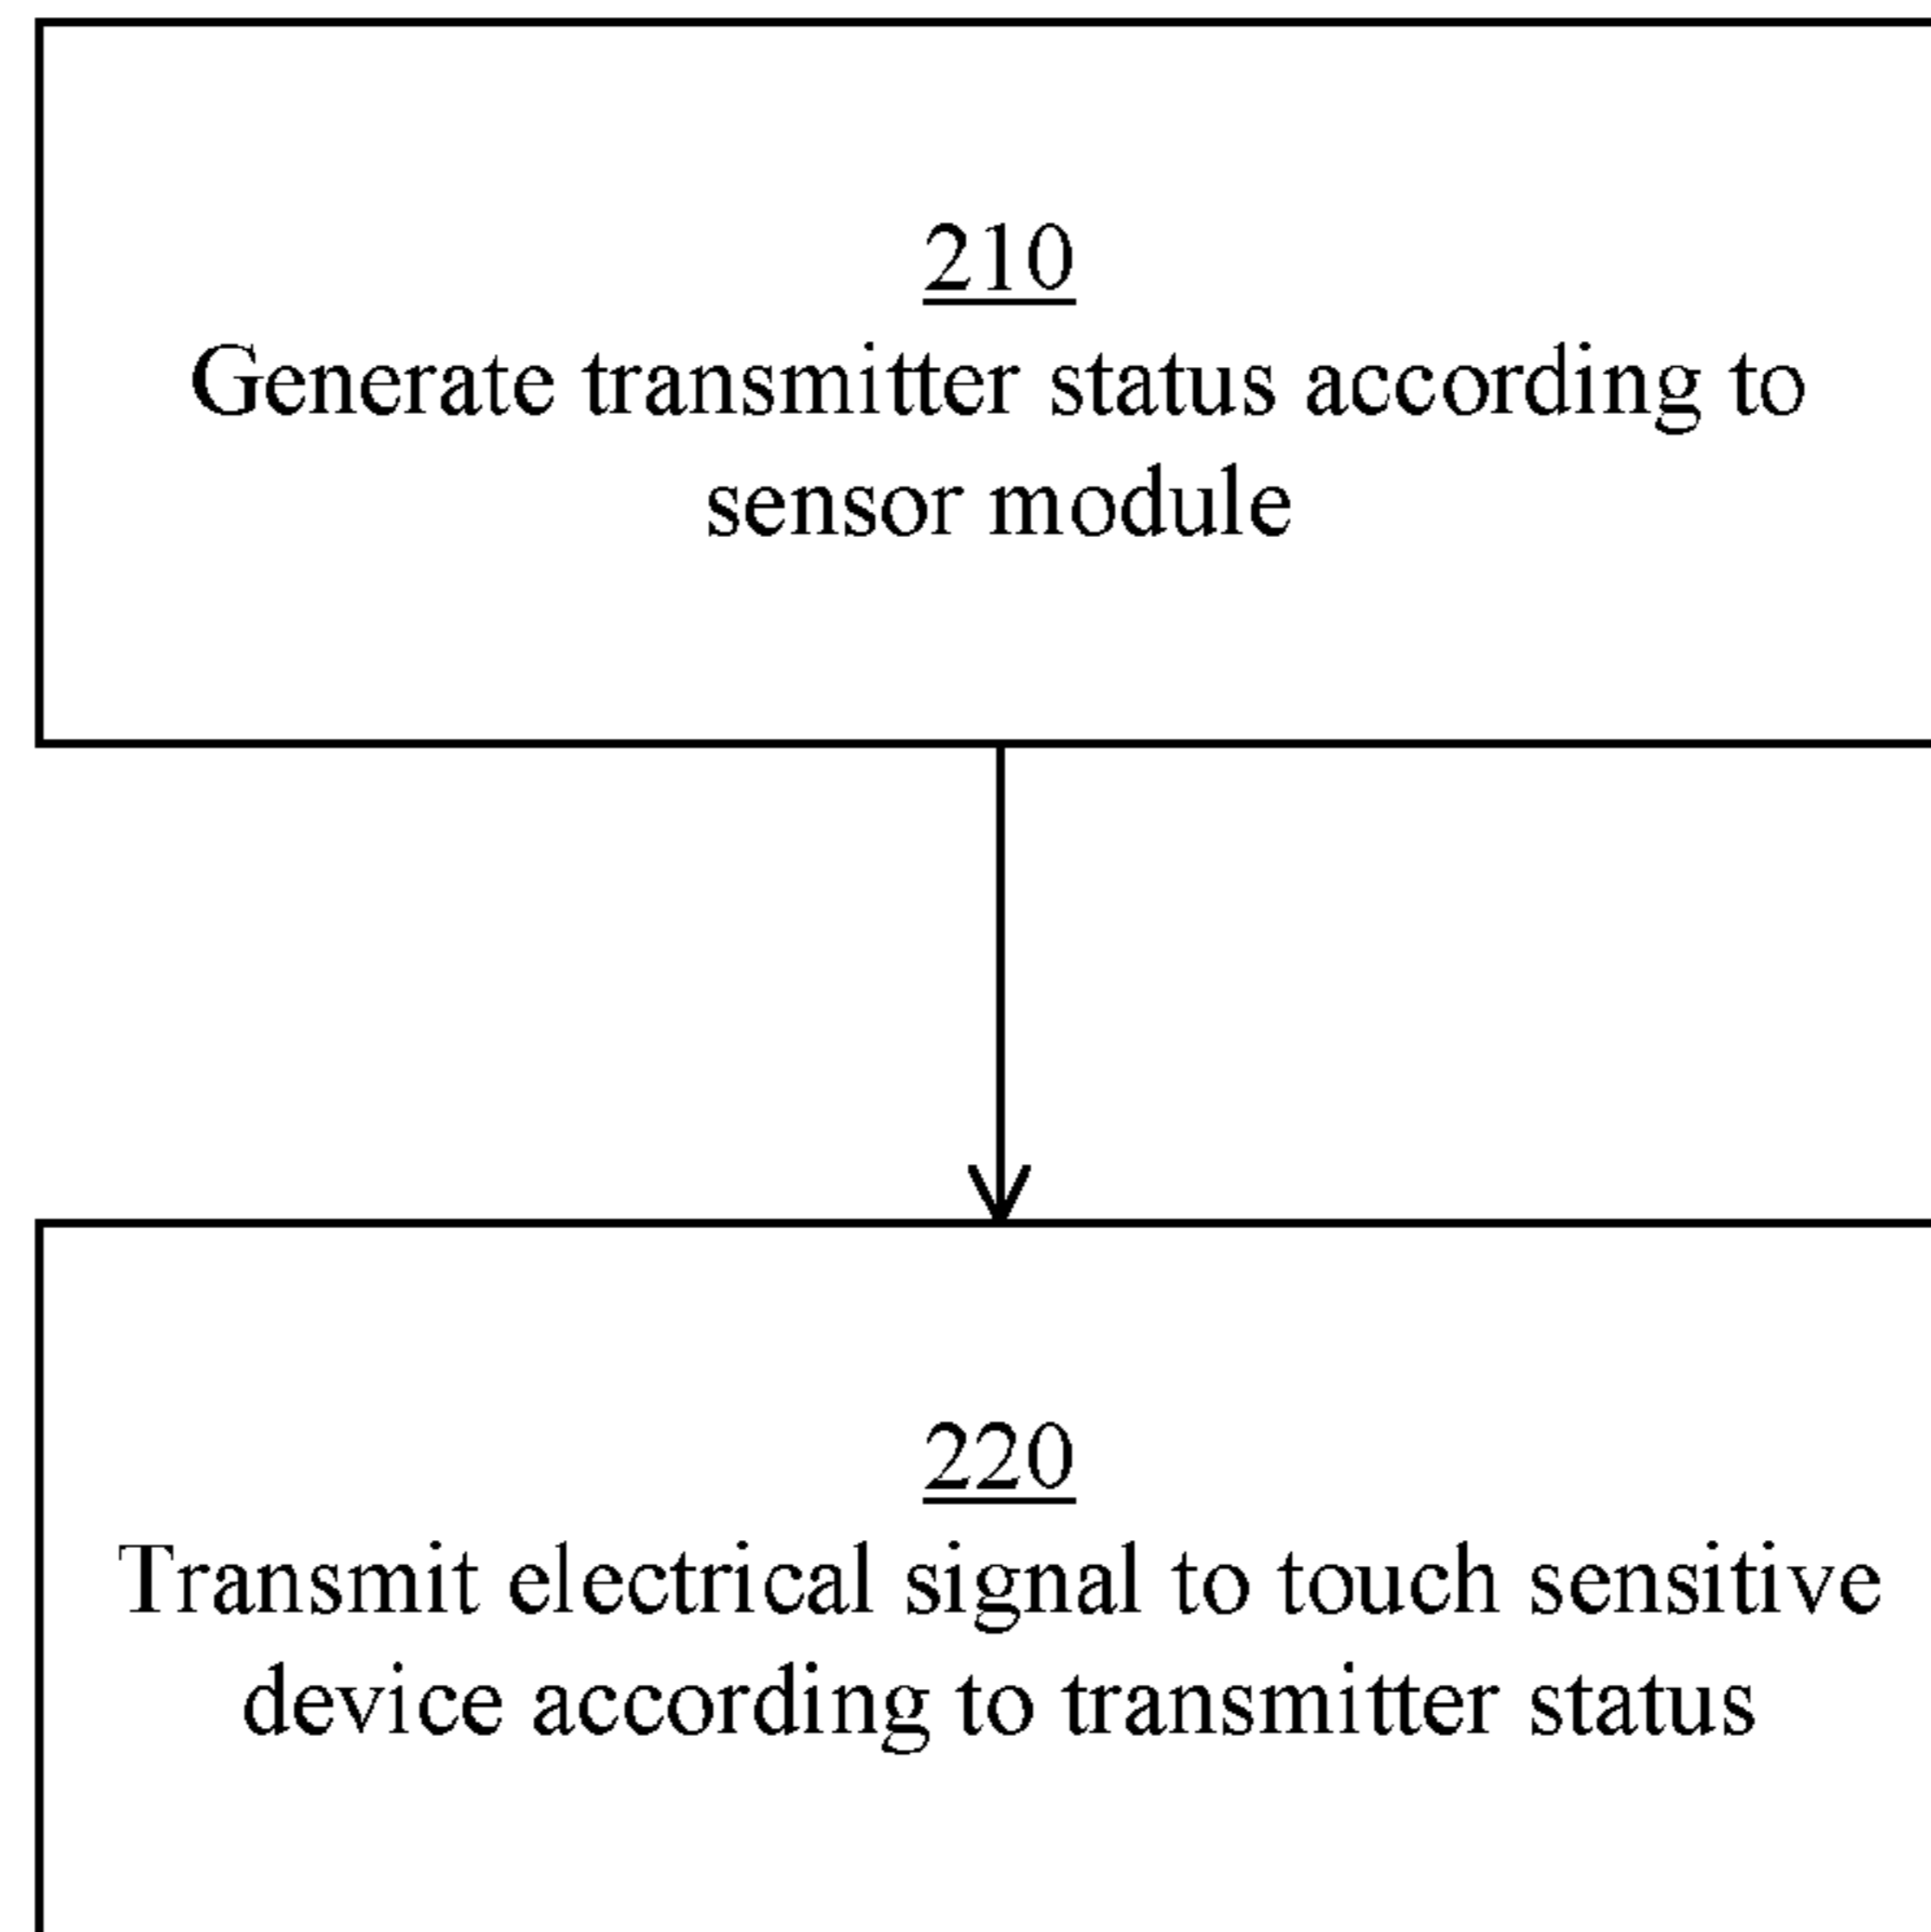 210
Generate transmitter status according to
sensor module
220
Transmit electrical signal to touch sensitive
device according to transmitter status